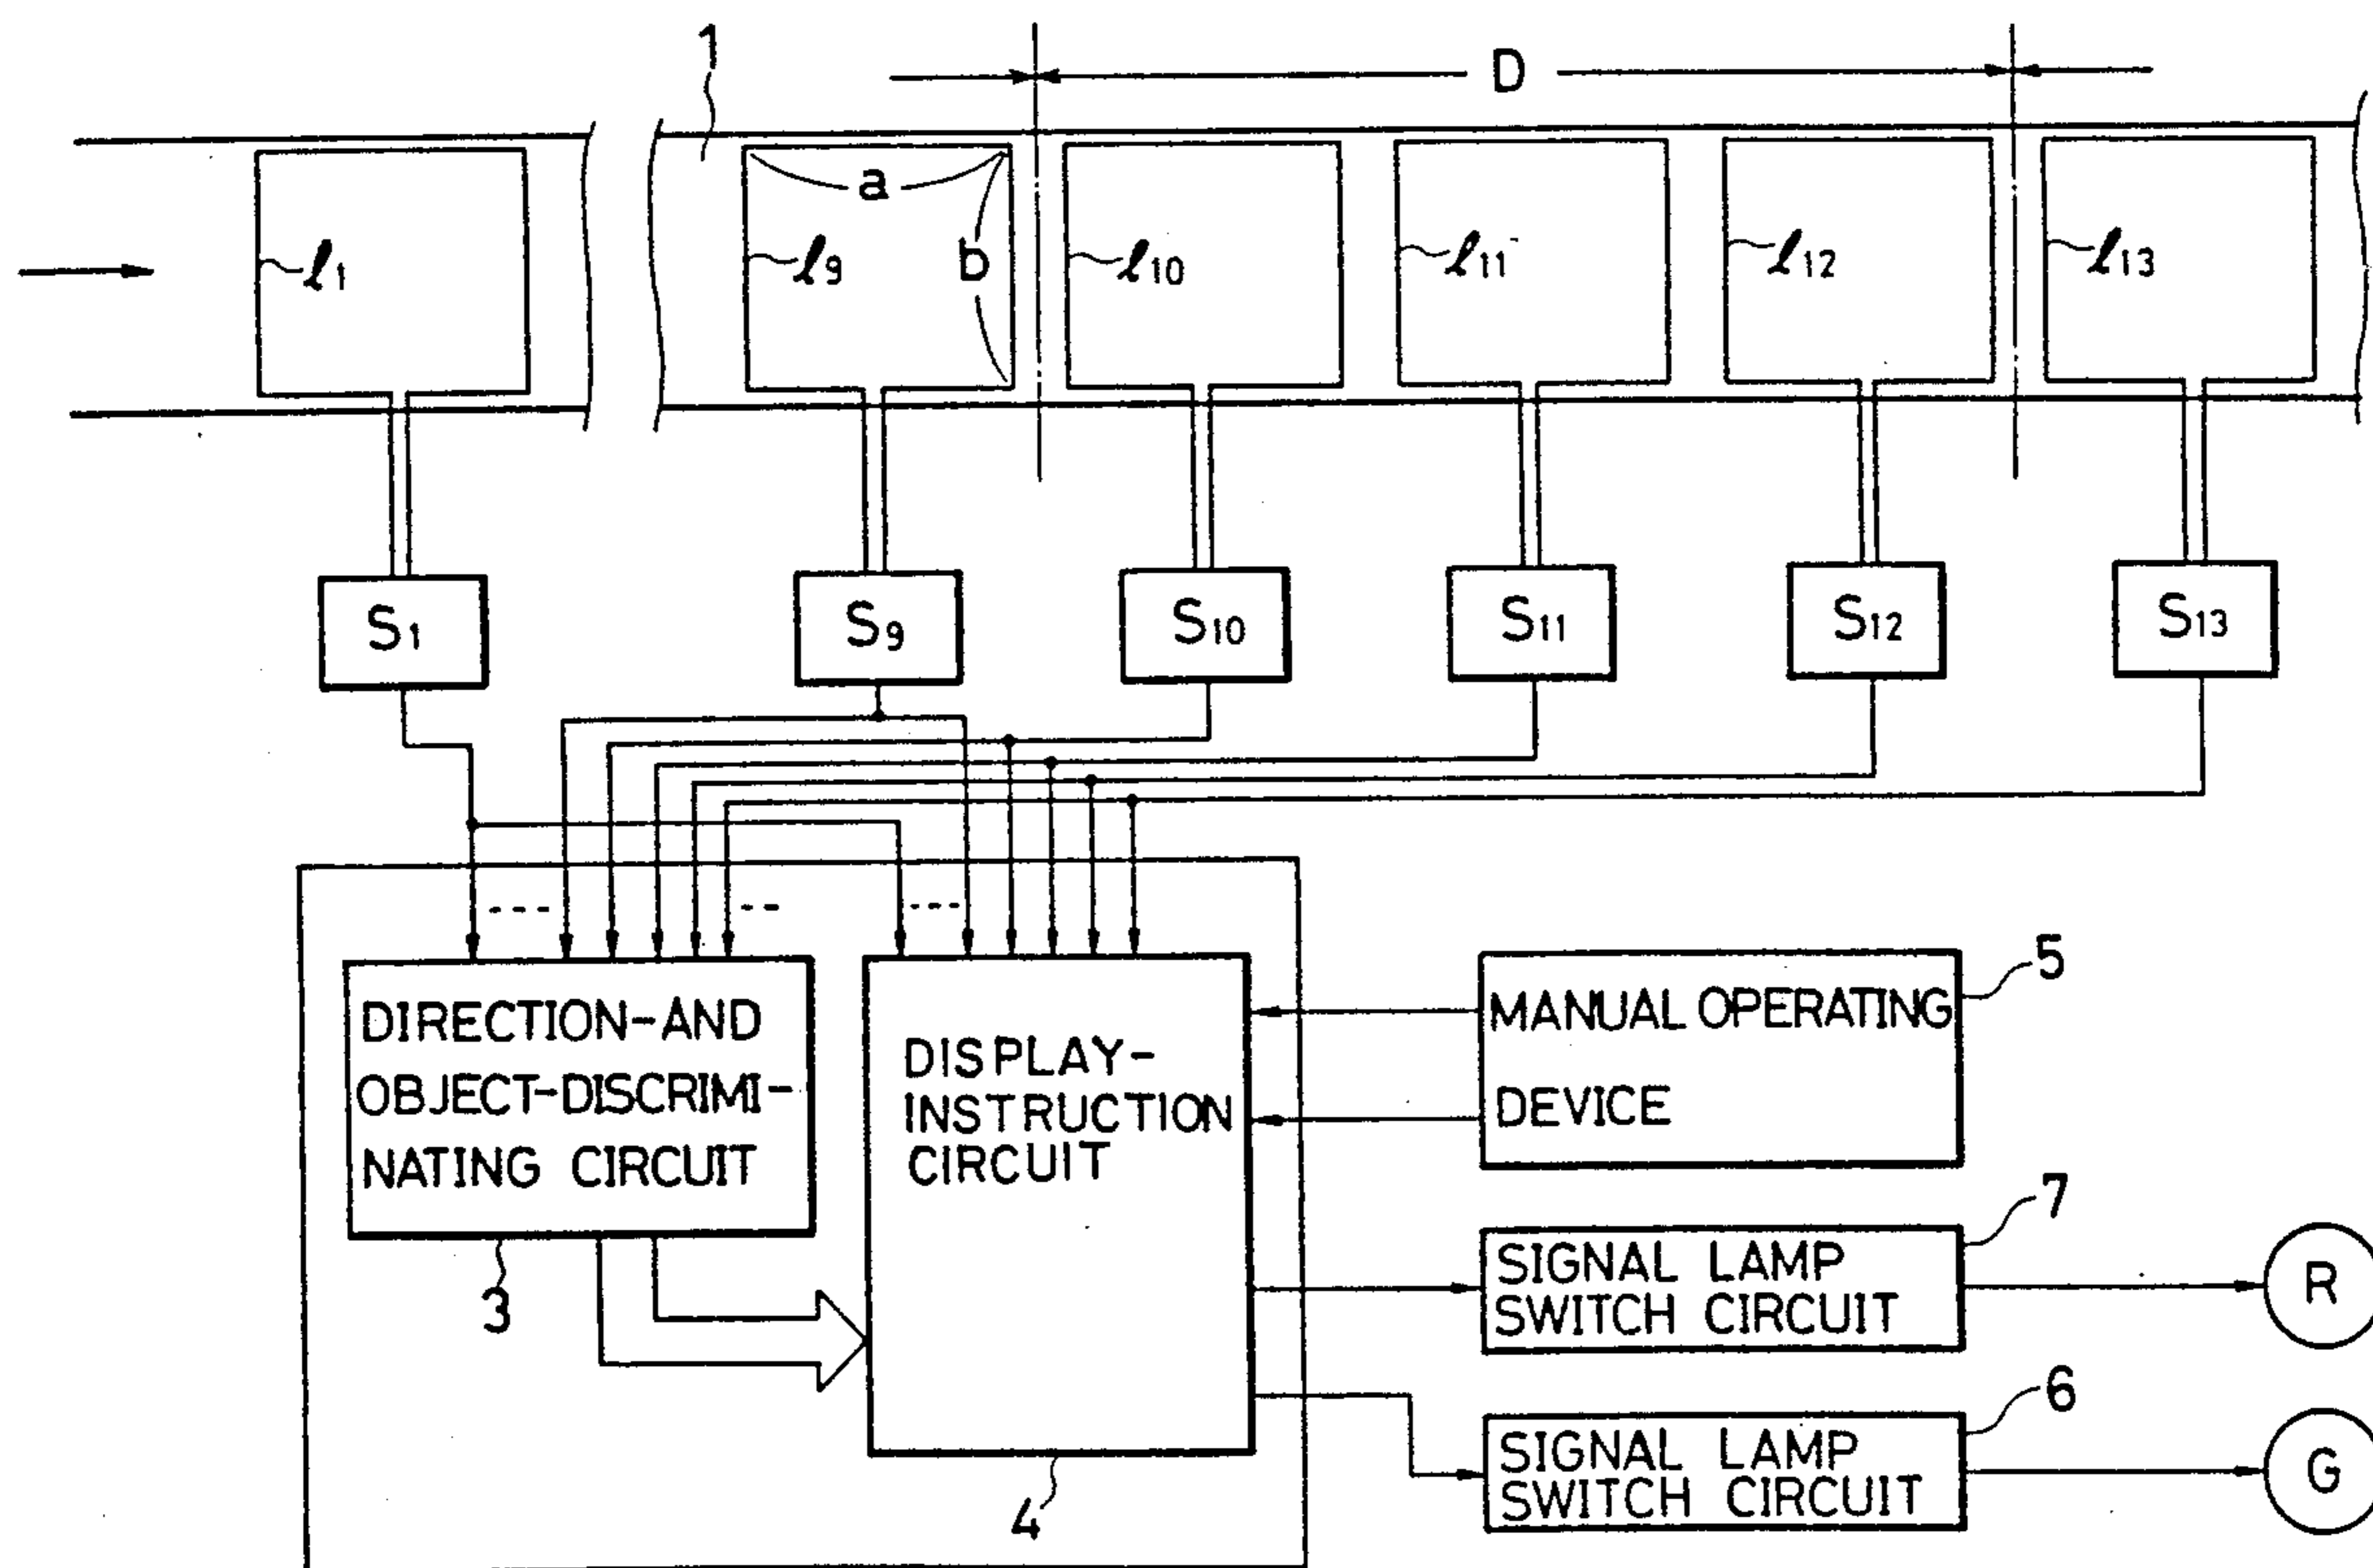 1
D
a
b
ℓ1
ℓ9
ℓ10
ℓ11
ℓ12
ℓ13
S1
S9
S10
S11
S12
S13
DIRECTION-AND
OBJECT-DISCRIMI-
NATING CIRCUIT
3
DISPLAY-
INSTRUCTION
CIRCUIT
4
MANUAL OPERATING
DEVICE
5
SIGNAL LAMP
SWITCH CIRCUIT
7
R
SIGNAL LAMP
SWITCH CIRCUIT
6
G